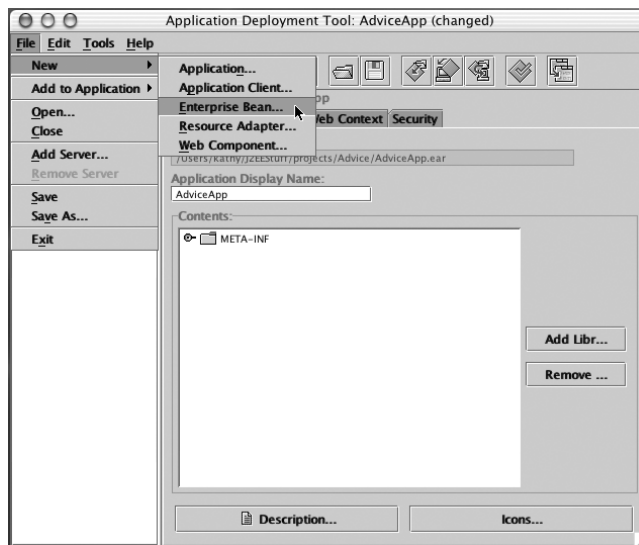 Application Deployment Tool: AdviceApp (changed)
File Edit Tools Help
New
Add to Application
Open...
Close
Add Server...
Remove Server
Save
Save As...
Exit
Application...
Application Client...
Enterprise Bean...
Resource Adapter...
Web Component...
Context Security
/Users/kathy/J2EEStuff/projects/Advice/AdviceApp.ear
Application Display Name:
AdviceApp
Contents:
META-INF
Add Libr...
Remove ...
Description...
Icons...